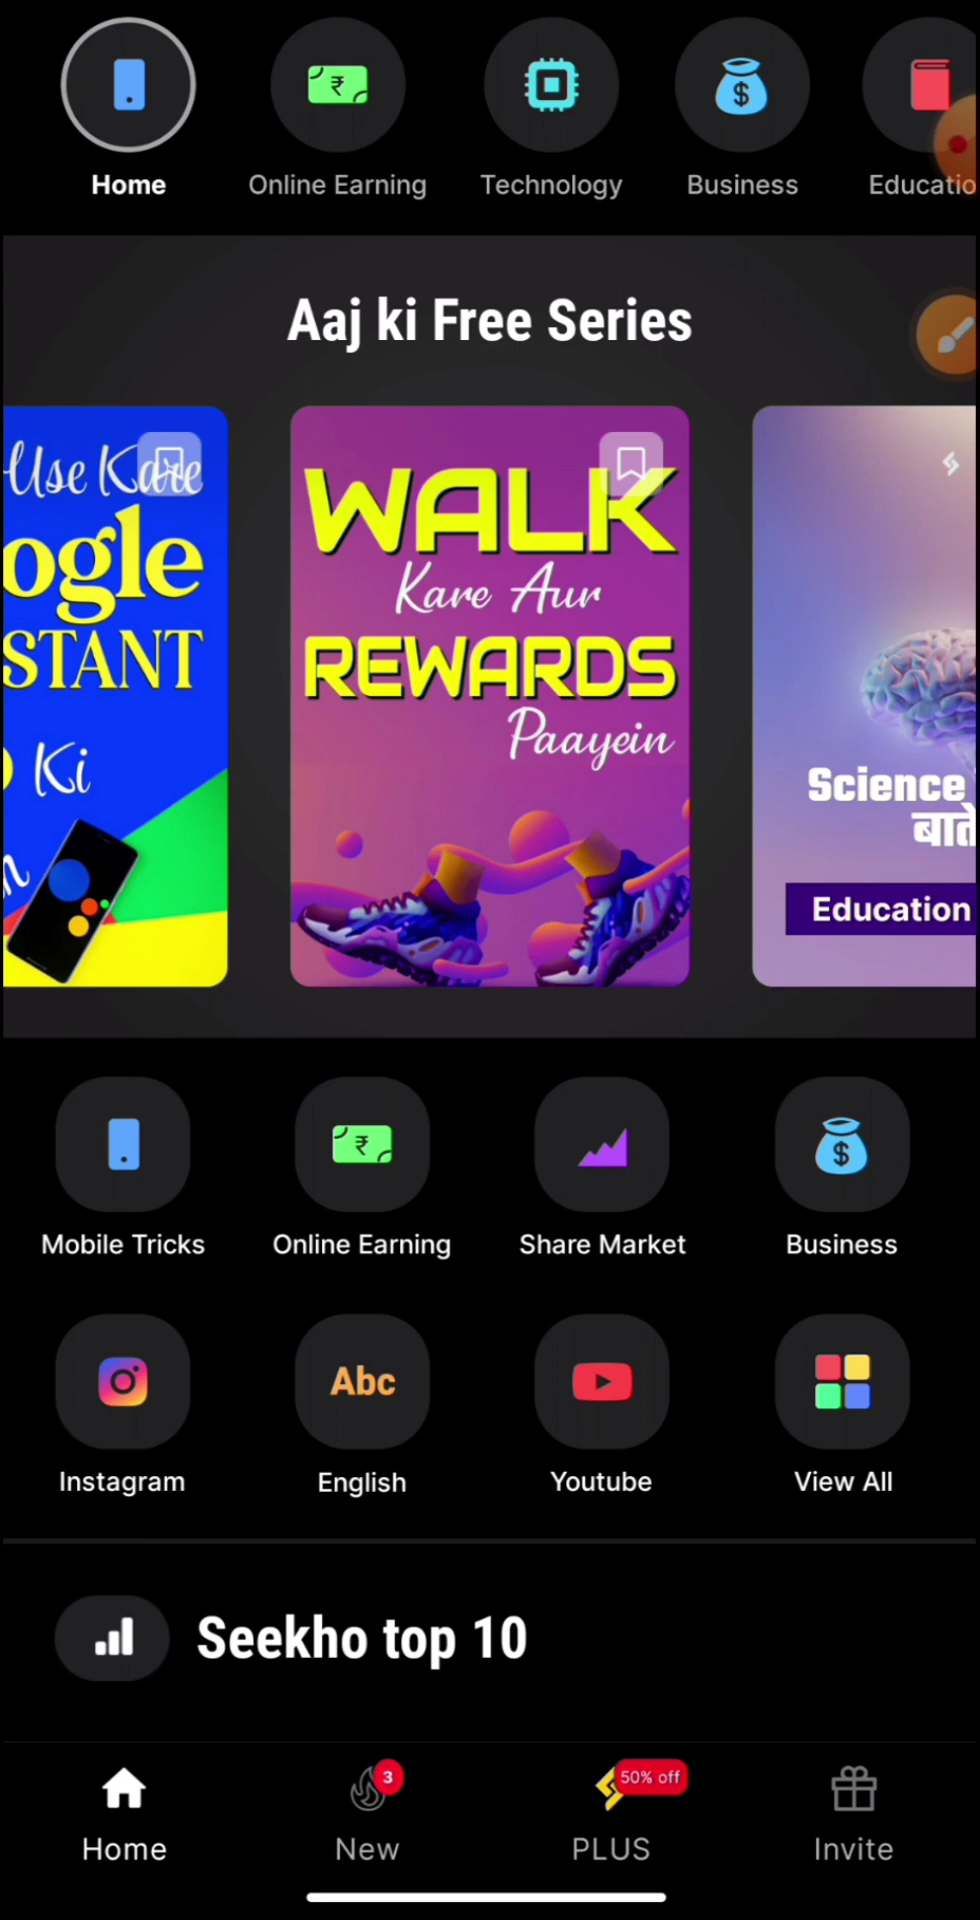 Home
Online Earning
Technology
Business
Educatio
Aaj ki Free Series
Use Kare
ogle
STANT
Ki
WALK
Kare Aur
REWARDS
Paayein
Science
Education
Mobile Tricks
Online Earning
Share Market
Business
Abc
Instagram
English
Youtube
View All
Seekho top 10
3
50% off
Home
New
PLUS
Invite